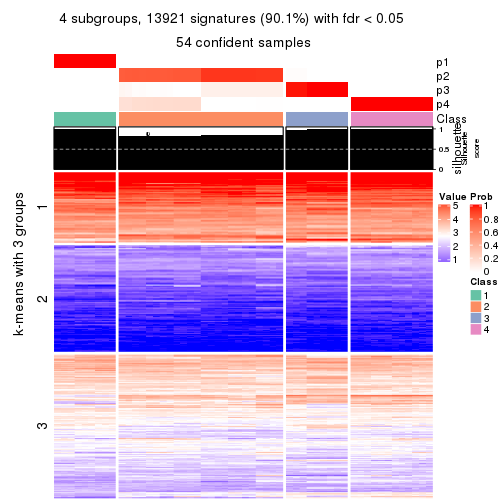 4 subgroups, 13921 signatures (90.1%) with fdr < 0.05
54 confident samples
p1
p2
p3
p4
Class
1
0.5
0
silhouette
Silhouette
score
k-means with 3 groups
1
2
3
Value
5
4
3
2
1
Prob
1
0.8
0.6
0.4
0.2
0
Class
1
2
3
4